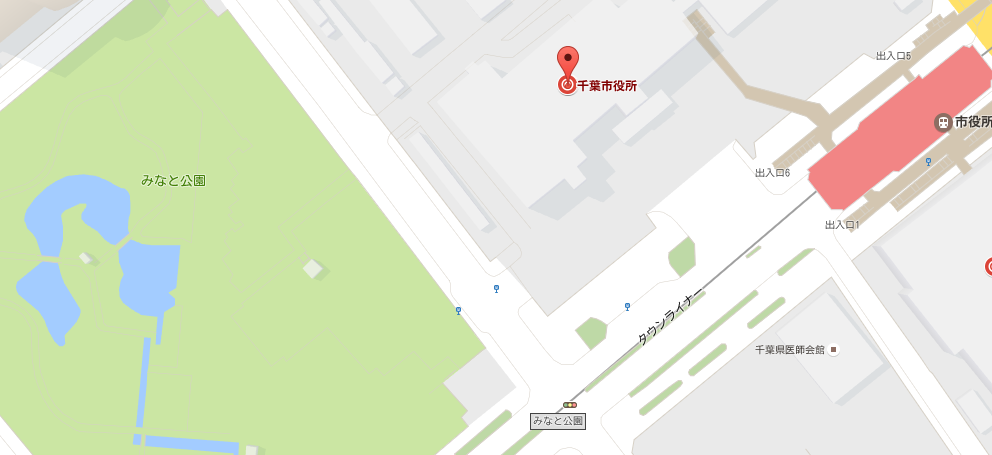 出入口5
千葉市役所
市役所
出入口6
みなと公園
出入口1
タウンライナー
千葉県医師会館
みなと公園